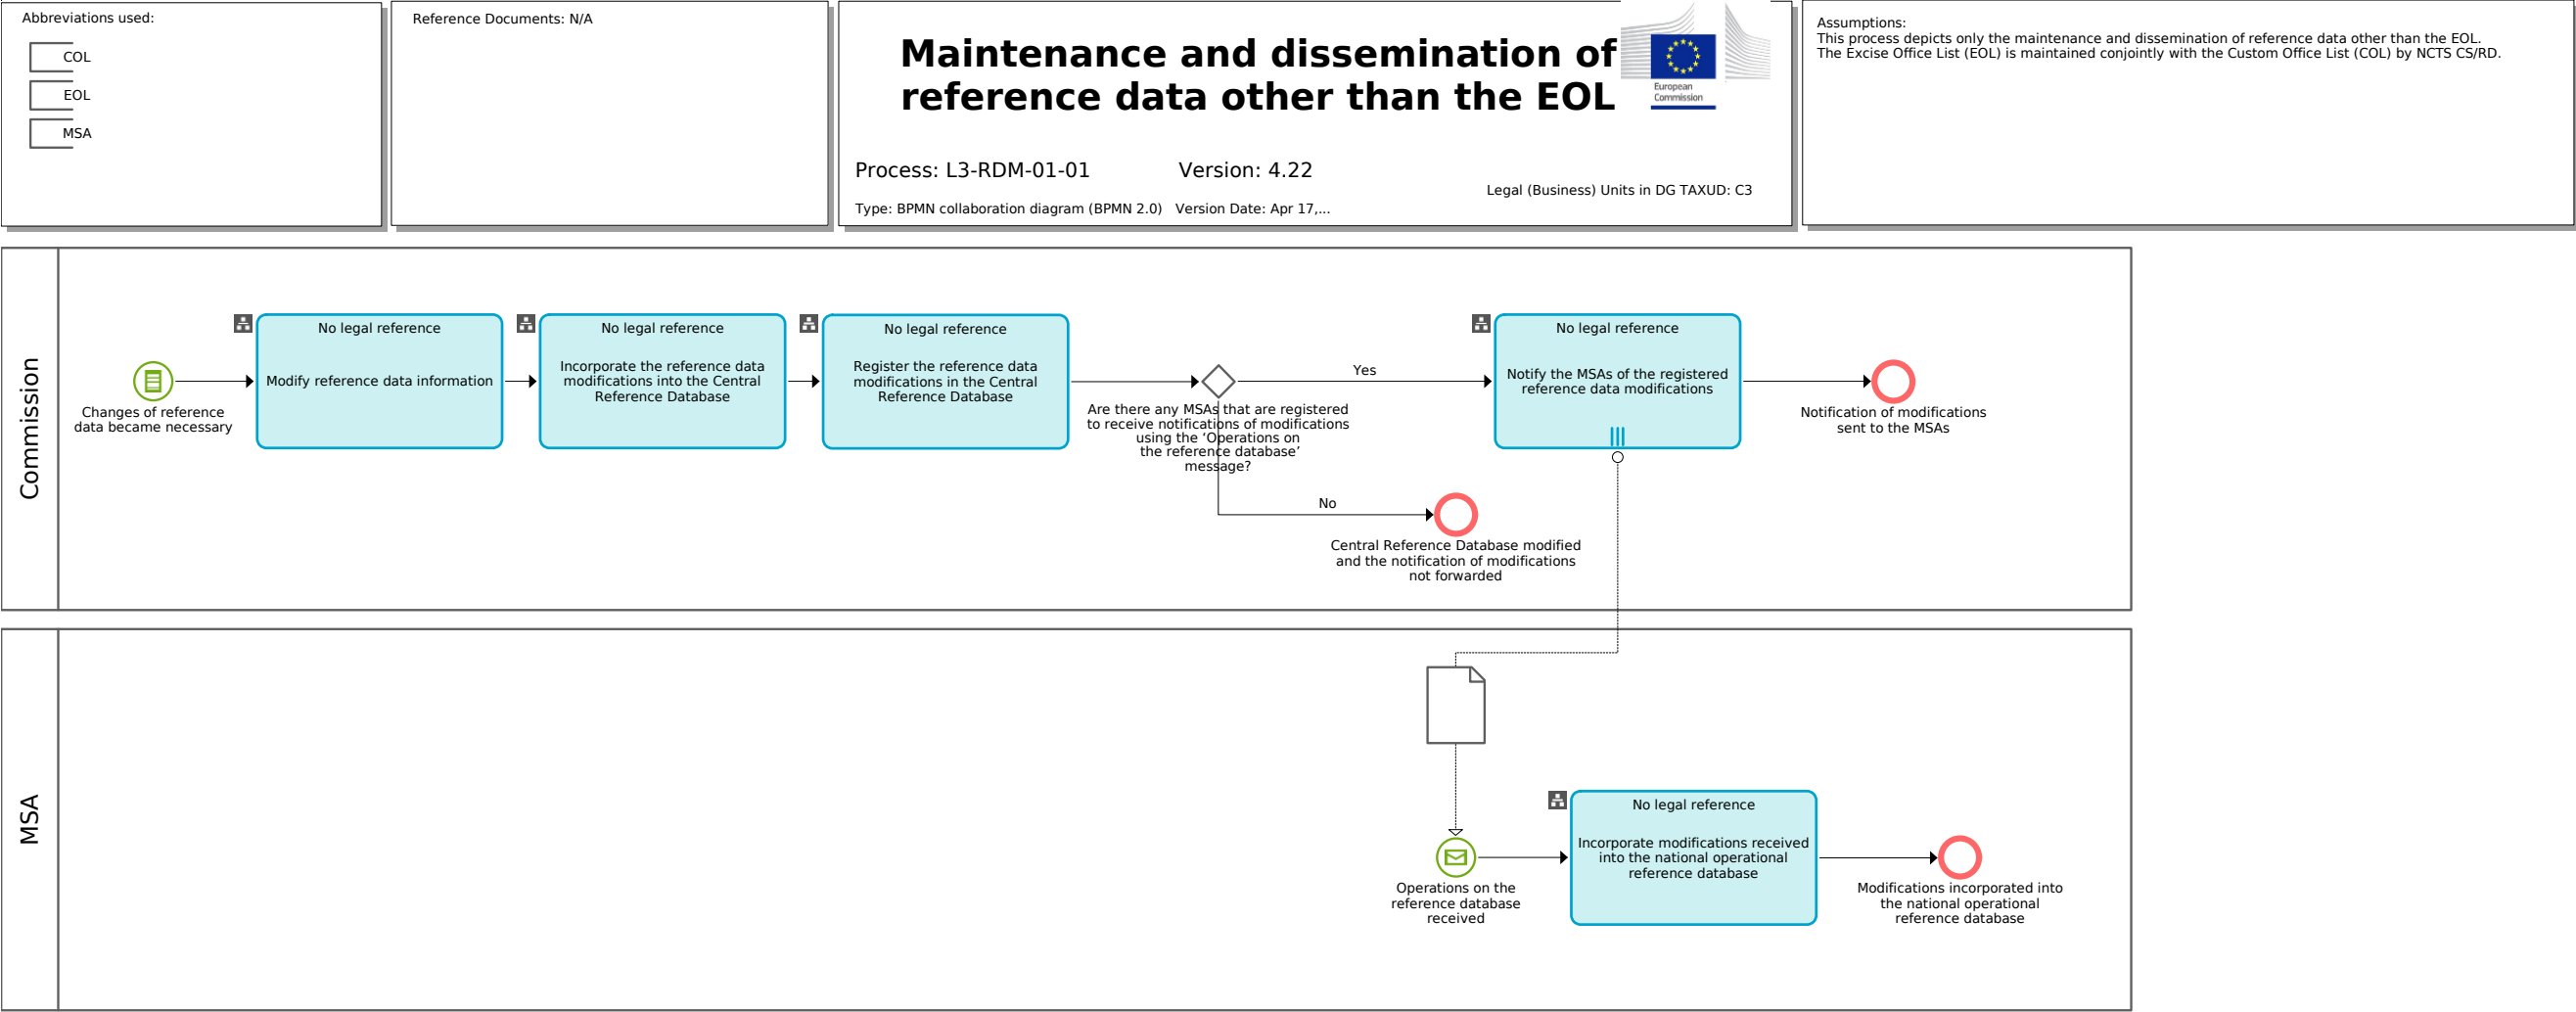 Abbreviations used:
COL
EOL
MSA
Reference Documents: N/A
Maintenance and dissemination of
reference data other than the EOL
European
Commission
Process: L3-RDM-01-01
Version: 4.22
Legal (Business) Units in DG TAXUD: C3
Type: BPMN collaboration diagram (BPMN 2.0)
Version Date: Apr 17,...
Assumptions:
This process depicts only the maintenance and dissemination of reference data other than the EOL.
The Excise Office List (EOL) is maintained conjointly with the Custom Office List (COL) by NCTS CS/RD.
Commission
Changes of reference
data became necessary
No legal reference
Modify reference data information
No legal reference
Incorporate the reference data
modifications into the Central
Reference Database
No legal reference
Register the reference data
modifications in the Central
Reference Database
Are there any MSAs that are registered
to receive notifications of modifications
using the ‘Operations on
the reference database’
message?
Yes
No legal reference
Notify the MSAs of the registered
reference data modifications
Notification of modifications
sent to the MSAs
No
Central Reference Database modified
and the notification of modifications
not forwarded
MSA
Operations on the
reference database
received
No legal reference
Incorporate modifications received
into the national operational
reference database
Modifications incorporated into
the national operational
reference database